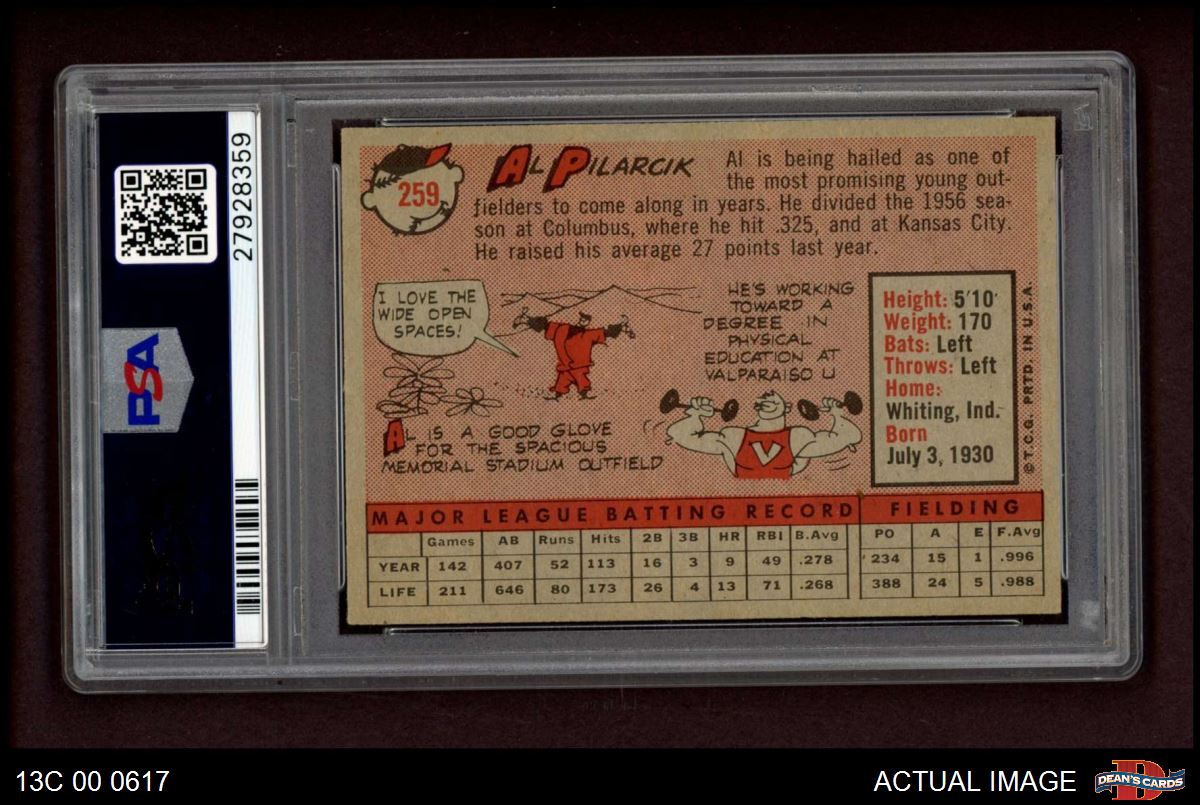 27928359
PSA
259
AL PILARCIK
Al is being hailed as one of
the most promising young out-
fielders to come along in years. He divided the 1956 sea-
son at Columbus, where he hit .325, and at Kansas City.
He raised his average 27 points last year.
I LOVE THE
WIDE OPEN
SPACES!
AL IS A GOOD GLOVE
FOR THE SPACIOUS
MEMORIAL STADIUM OUTFIELD
HE'S WORKING
TOWARD A
DEGREE IN
PHYSICAL
EDUCATION AT
VALPARAISO U
V
Height: 5'10'
Weight: 170
Bats: Left
Throws: Left
Home:
Whiting, Ind.
Born
July 3, 1930
©T.C.G. PRTD. IN U.S.A.
MAJOR LEAGUE BATTING RECORD FIELDING
Games AB Runs Hits 2B 3B HR RBI B.Avg PO A E F.Avg
YEAR 142 407 52 113 16 3 9 49 .278 234 15 1 .996
LIFE 211 646 80 173 26 4 13 71 .268 388 24 5 .988
13C 00 0617
ACTUAL IMAGE
DEAN'S CARDS